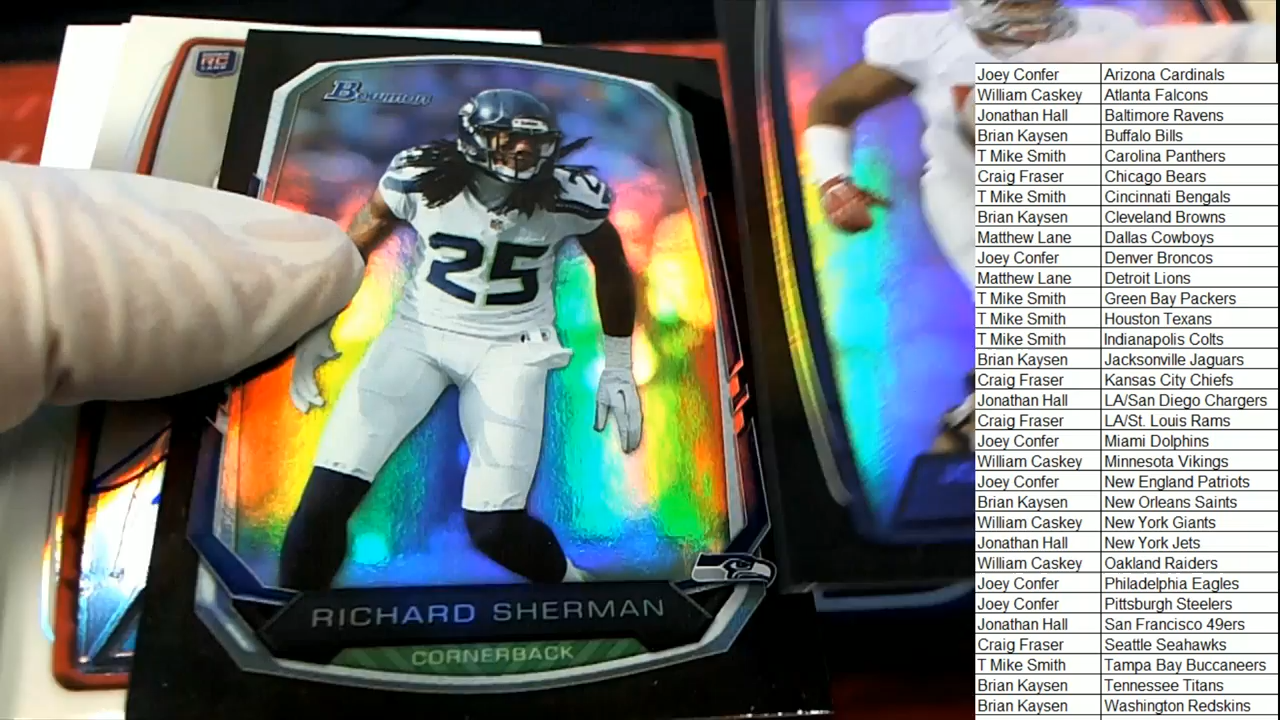 RC
Bowman
25
2
RICHARD SHERMAN
CORNERBACK
Joey Confer Arizona Cardinals
William Caskey Atlanta Falcons
Jonathan Hall Baltimore Ravens
Brian Kaysen Buffalo Bills
T Mike Smith Carolina Panthers
Craig Fraser Chicago Bears
T Mike Smith Cincinnati Bengals
Brian Kaysen Cleveland Browns
Matthew Lane Dallas Cowboys
Joey Confer Denver Broncos
Matthew Lane Detroit Lions
T Mike Smith Green Bay Packers
T Mike Smith Houston Texans
T Mike Smith Indianapolis Colts
Brian Kaysen Jacksonville Jaguars
Craig Fraser Kansas City Chiefs
Jonathan Hall LA/San Diego Chargers
Craig Fraser LA/St. Louis Rams
Joey Confer Miami Dolphins
William Caskey Minnesota Vikings
Joey Confer New England Patriots
Brian Kaysen New Orleans Saints
William Caskey New York Giants
Jonathan Hall New York Jets
William Caskey Oakland Raiders
Joey Confer Philadelphia Eagles
Joey Confer Pittsburgh Steelers
Jonathan Hall San Francisco 49ers
Craig Fraser Seattle Seahawks
T Mike Smith Tampa Bay Buccaneers
Brian Kaysen Tennessee Titans
Brian Kaysen Washington Redskins